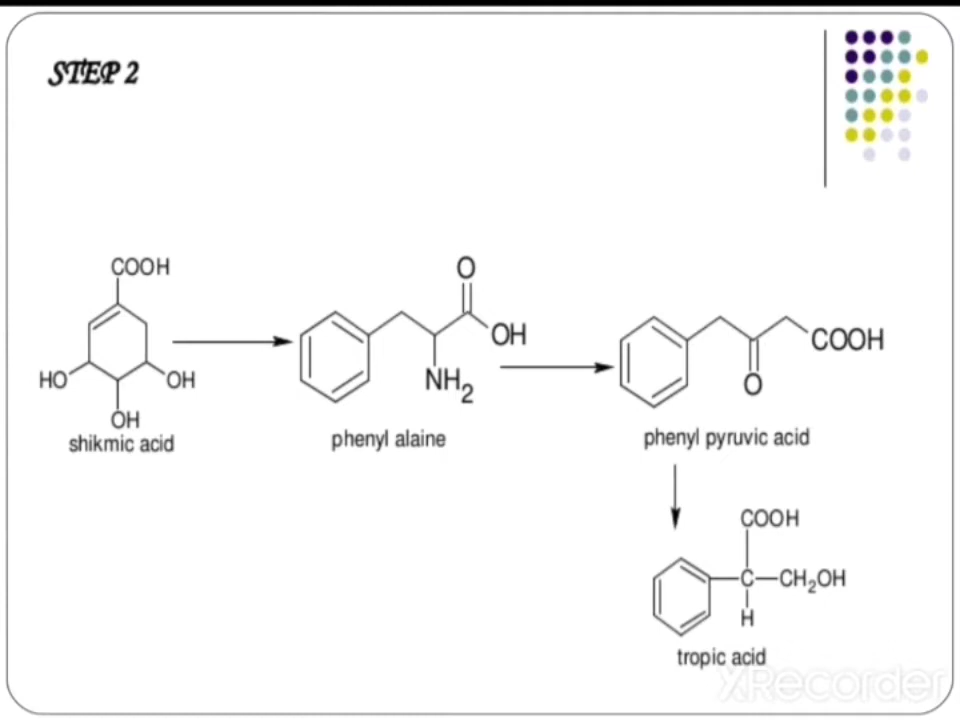 STEP 2
COOH
HO
OH
OH
shikmic acid
O
OH
NH2
phenyl alaine
COOH
O
phenyl pyruvic acid
COOH
C—CH2OH
H
tropic acid
XRecorder